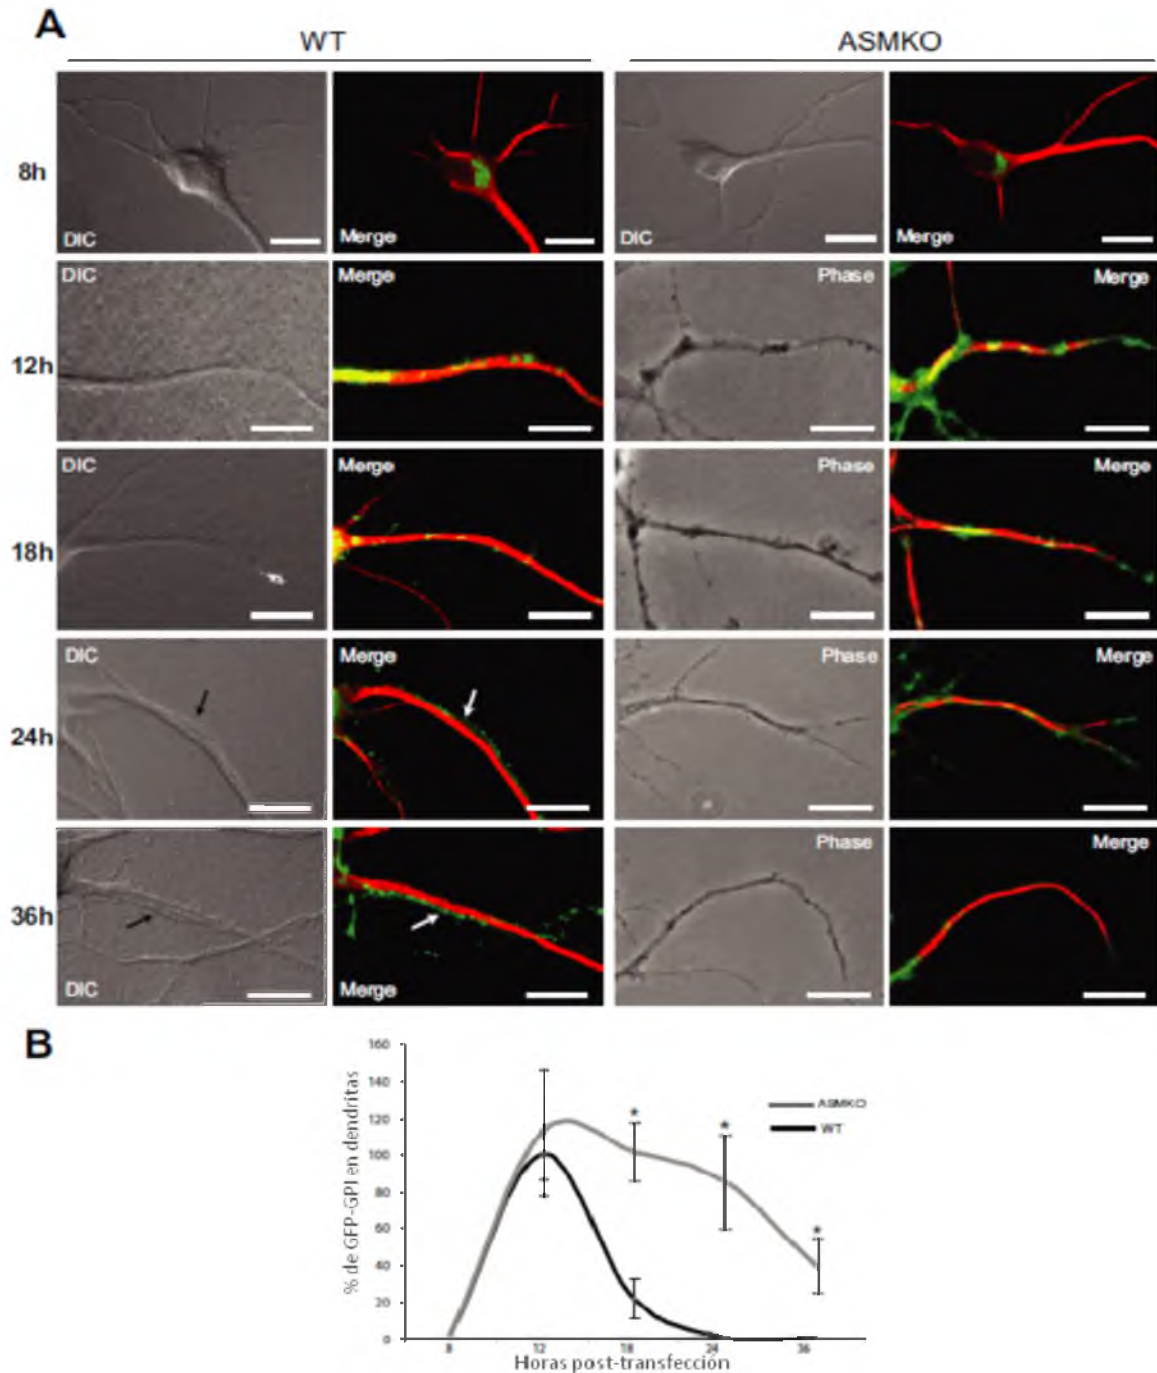 A
WT ASMKO
8h
DIC Merge DIC Merge
12h
DIC Merge Phase Merge
18h
DIC Merge Phase Merge
24h
DIC Merge Phase Merge
36h
DIC Merge Phase Merge
B
% de GFP-GPI en dendritas
160
140
120
100
80
60
40
20
0
* * *
ASMKO
WT
8 12 18 24 36
Horas post-transfección